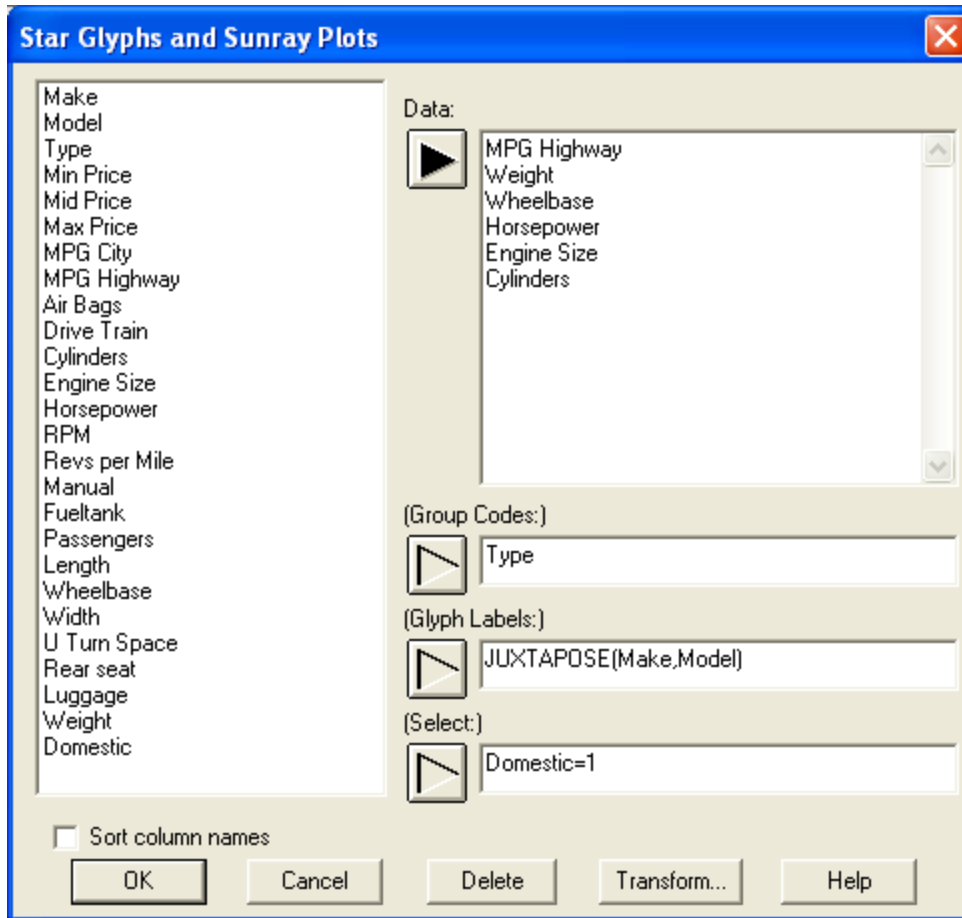 Star Glyphs and Sunray Plots
Make
Model
Type
Min Price
Mid Price
Max Price
MPG City
MPG Highway
Air Bags
Drive Train
Cylinders
Engine Size
Horsepower
RPM
Revs per Mile
Manual
Fueltank
Passengers
Length
Wheelbase
Width
U Turn Space
Rear seat
Luggage
Weight
Domestic
Data:
MPG Highway
Weight
Wheelbase
Horsepower
Engine Size
Cylinders
(Group Codes:)
Type
(Glyph Labels:)
JUXTAPOSE(Make,Model)
(Select:)
Domestic=1
Sort column names
OK Cancel Delete Transform... Help